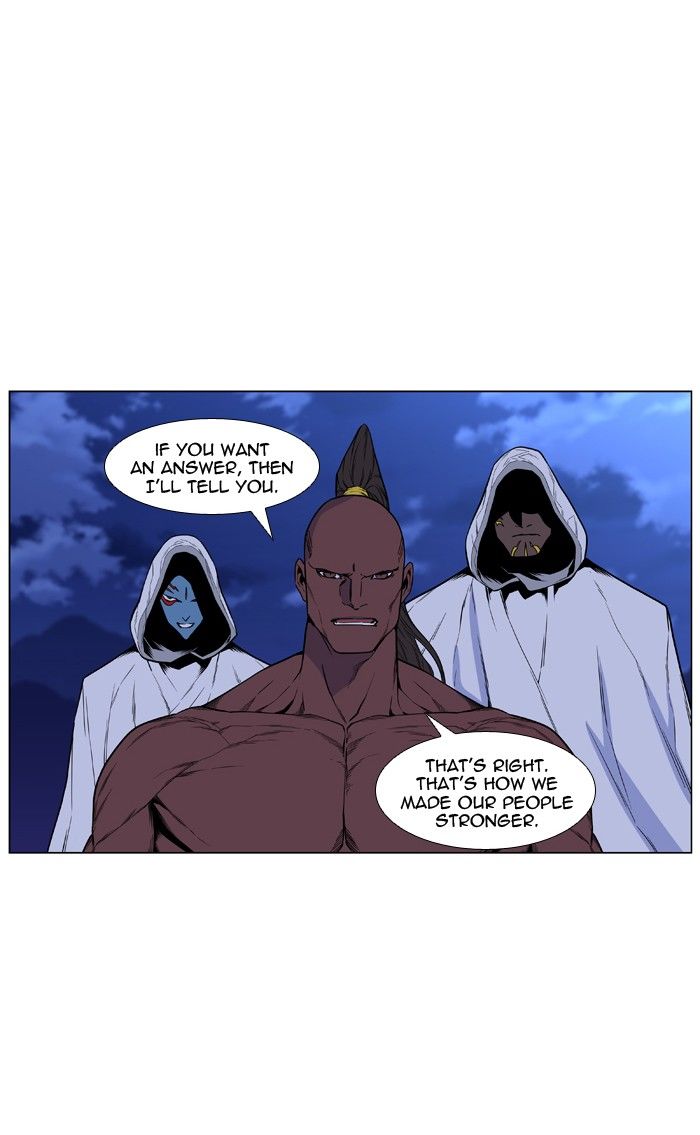 IF YOU WANT
AN ANSWER, THEN
I'LL TELL YOU.
THAT'S RIGHT.
THAT'S HOW WE
MADE OUR PEOPLE
STRONGER.